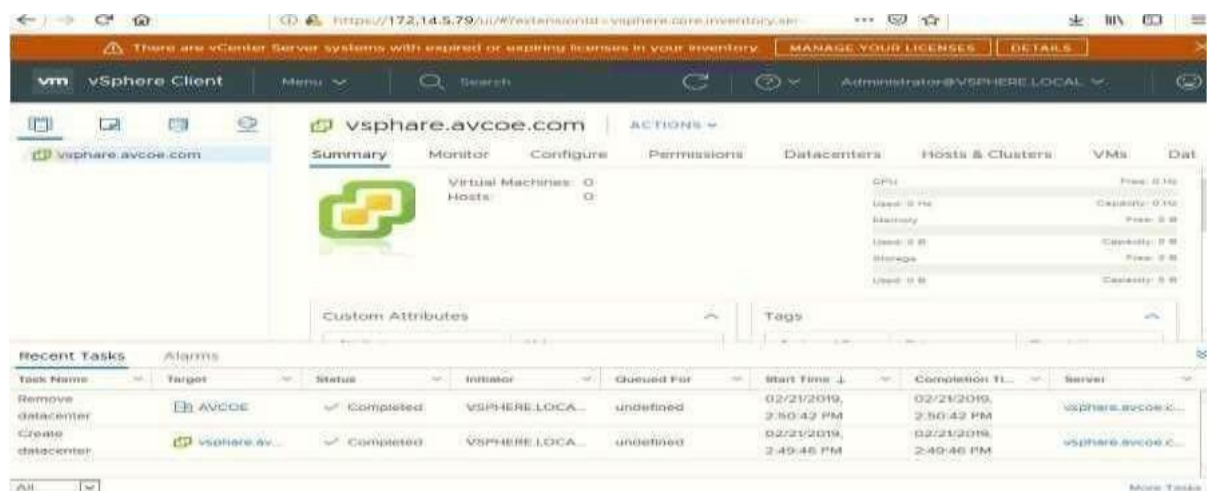 https://172.14.5.79/ui/#?extensionId=vsphere.core.inventory.ser
There are vCenter Server systems with expired or expiring licenses in your inventory MANAGE YOUR LICENSES DETAILS
vm vSphere Client Menu Search Administrator@VSPHERE.LOCAL
vsphare.avcoe.com ACTIONS
vsphare.avcoe.com
Summary Monitor Configure Permissions Datacenters Hosts & Clusters VMs Dat
Virtual Machines: 0
Hosts: 0
CPU Free: 0 Hz
Used: 0 Hz Capacity: 0 Hz
Memory Free: 0 B
Used: 0 B Capacity: 0 B
Storage Free: 0 B
Used: 0 B Capacity: 0 B
Custom Attributes Tags
Recent Tasks Alarms
Task Name Target Status Initiator Queued For Start Time Completion Ti... Server
Remove datacenter AVCOE Completed VSPHERE.LOCA... undefined 02/21/2019, 2:50:42 PM 02/21/2019, 2:50:42 PM vsphare.avcoe.c...
Create datacenter vsphare.av... Completed VSPHERE.LOCA... undefined 02/21/2019, 2:49:46 PM 02/21/2019, 2:49:46 PM vsphare.avcoe.c...
All More Tasks